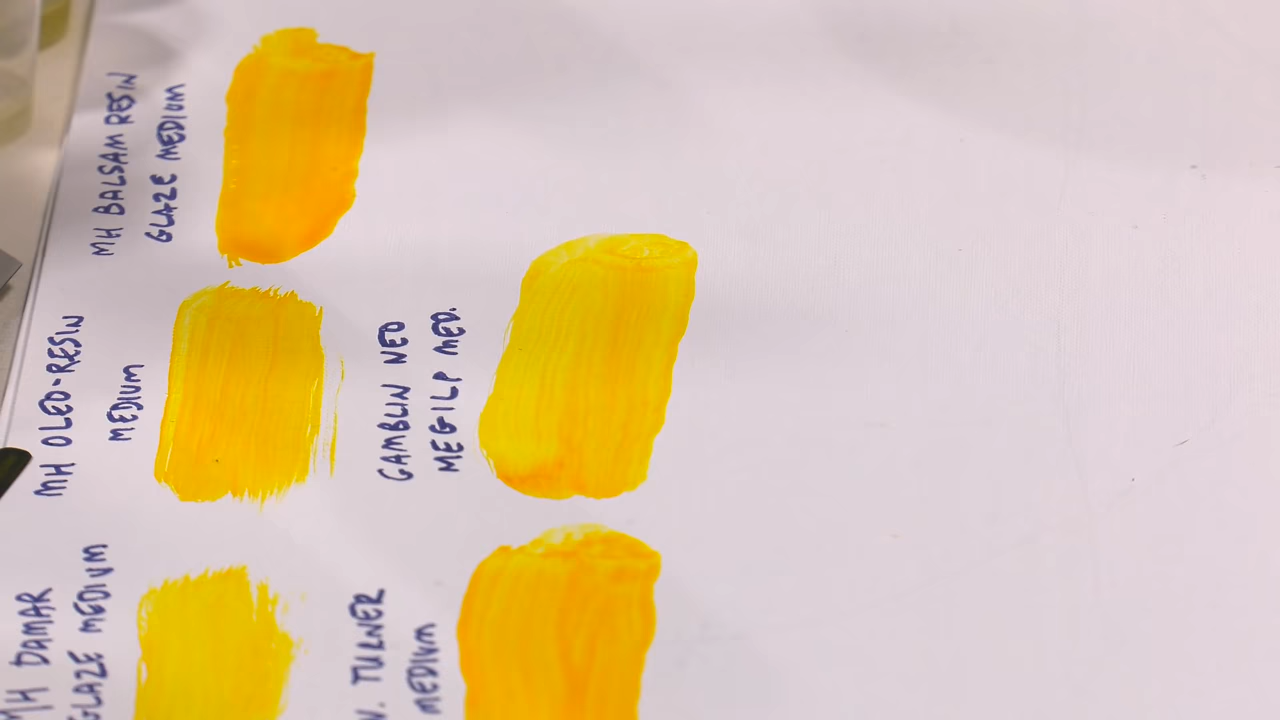 MH BALSAM RESIN
GLAZE MEDIUM
MH OLEO-RESIN
MEDIUM
GAMBLIN NEO
MEGILP MED.
MH DAMAR
GLAZE MEDIUM
W. TURNER
MEDIUM